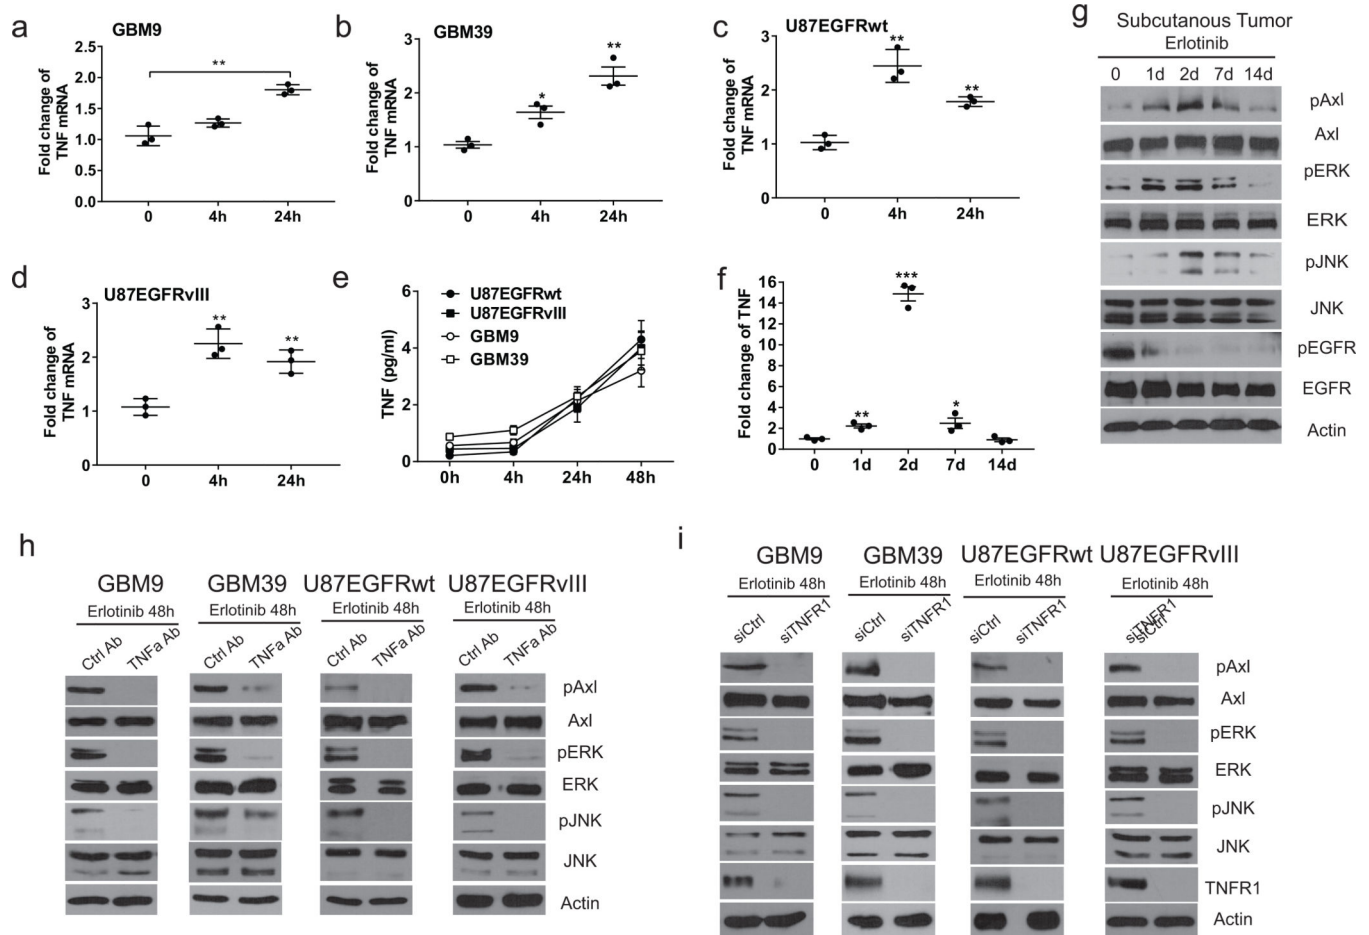 a
GBM9
Fold change of
TNF mRNA
2.5
2.0
1.5
1.0
0.5
0.0
**
0
4h
24h
b
GBM39
Fold change of
TNF mRNA
3
2
1
0
*
**
0
4h
24h
c
U87EGFRwt
Fold change of
TNF mRNA
3
2
1
0
**
**
0
4h
24h
d
U87EGFRvIII
Fold change of
TNF mRNA
3
2
1
0
**
**
0
4h
24h
e
TNF (pg/ml)
6
4
2
0
U87EGFRwt
U87EGFRvIII
GBM9
GBM39
0h
4h
24h
48h
f
Fold change of TNF
16
14
12
10
8
6
4
2
0
**
***
*
0
1d
2d
7d
14d
g
Subcutanous Tumor
Erlotinib
0 1d 2d 7d 14d
pAxl
Axl
pERK
ERK
pJNK
JNK
pEGFR
EGFR
Actin
h
GBM9 GBM39 U87EGFRwt U87EGFRvIII
Erlotinib 48h Erlotinib 48h Erlotinib 48h Erlotinib 48h
Ctrl Ab TNFa Ab Ctrl Ab TNFa Ab Ctrl Ab TNFa Ab Ctrl Ab TNFa Ab
pAxl
Axl
pERK
ERK
pJNK
JNK
Actin
i
GBM9 GBM39 U87EGFRwt U87EGFRvIII
Erlotinib 48h Erlotinib 48h Erlotinib 48h Erlotinib 48h
siCtrl siTNFR1 siCtrl siTNFR1 siCtrl siTNFR1 siTNFR1 siCtrl
pAxl
Axl
pERK
ERK
pJNK
JNK
TNFR1
Actin